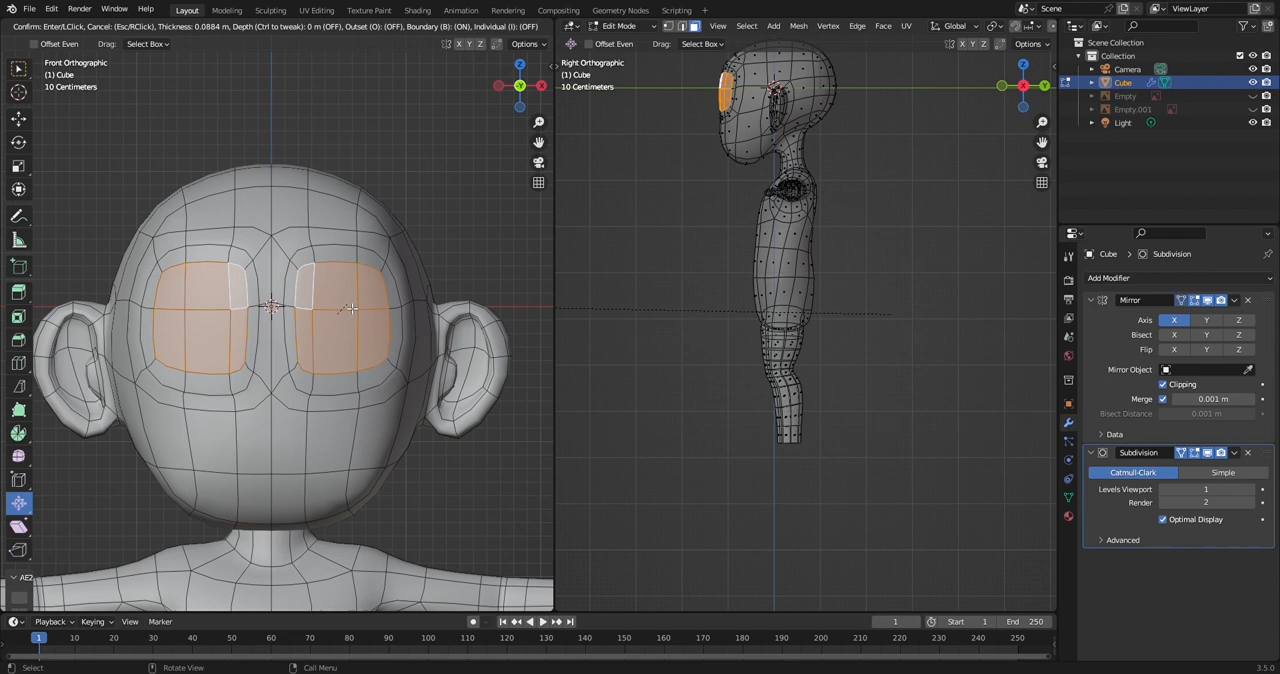 File Edit Render Window Help Layout Modeling Sculpting UV Editing Texture Paint Shading Animation Rendering Compositing Geometry Nodes Scripting + Scene ViewLayer
Confirm: Enter/LClick, Cancel: (Esc/RClick), Thickness: 0.0884 m, Depth (Ctrl to tweak): 0 m (OFF), Outset (O): (OFF), Boundary (B): (ON), Individual (I): (OFF)
Edit Mode View Select Add Mesh Vertex Edge Face UV Global
Offset Even Drag: Select Box X Y Z Options
Offset Even Drag: Select Box X Y Z Options
Front Orthographic
(1) Cube
10 Centimeters
Z
Y
X
Right Orthographic
(1) Cube
10 Centimeters
Z
X
Y
Scene Collection
Collection
Camera
Cube
Empty
Empty.001
Light
Cube Subdivision
Add Modifier
Mirror
Axis X Y Z
Bisect X Y Z
Flip X Y Z
Mirror Object
Clipping
Merge 0.001 m
Bisect Distance 0.001 m
Data
Subdivision
Catmull-Clark Simple
Levels Viewport 1
Render 2
Optimal Display
Advanced
AE2
Playback Keying View Marker 1 Start 1 End 250
1 10 20 30 40 50 60 70 80 90 100 110 120 130 140 150 160 170 180 190 200 210 220 230 240 250
Select Rotate View Call Menu 3.5.0